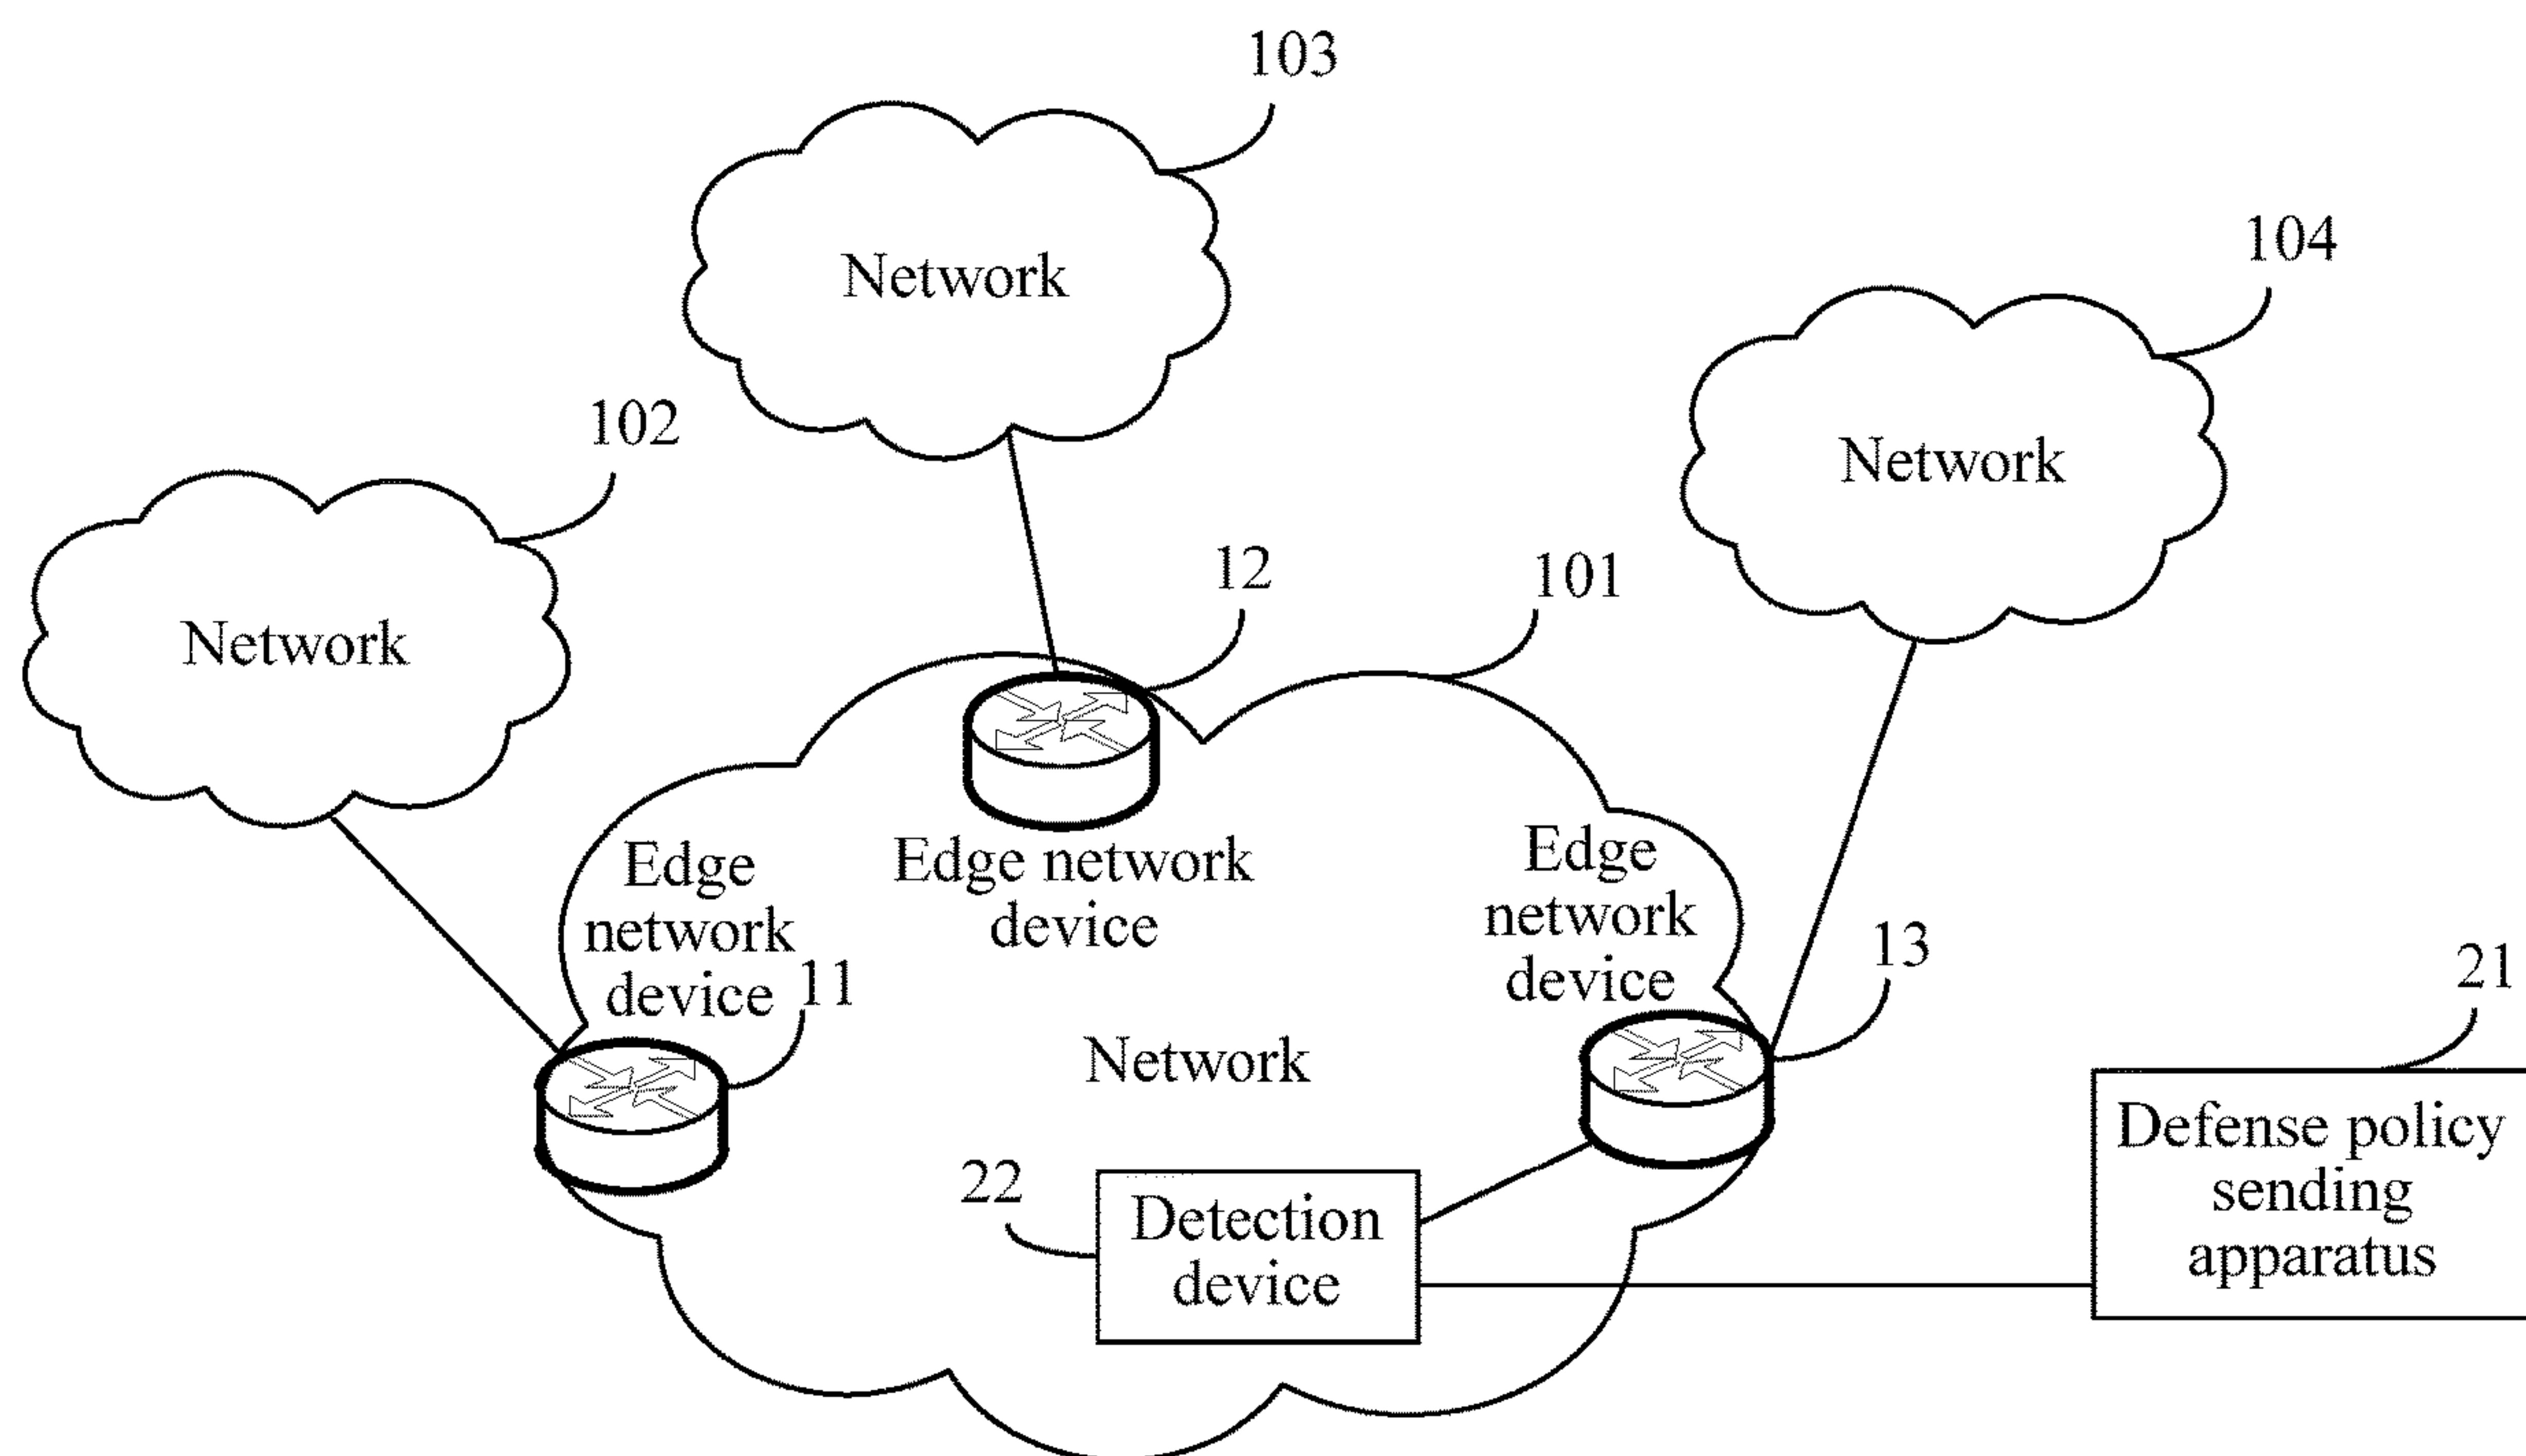 103
Network
104
Network
102
Network
12
101
Edge
network
device
11
Edge network
device
Edge
network
device
13
Network
21
Defense policy
sending
apparatus
22
Detection
device